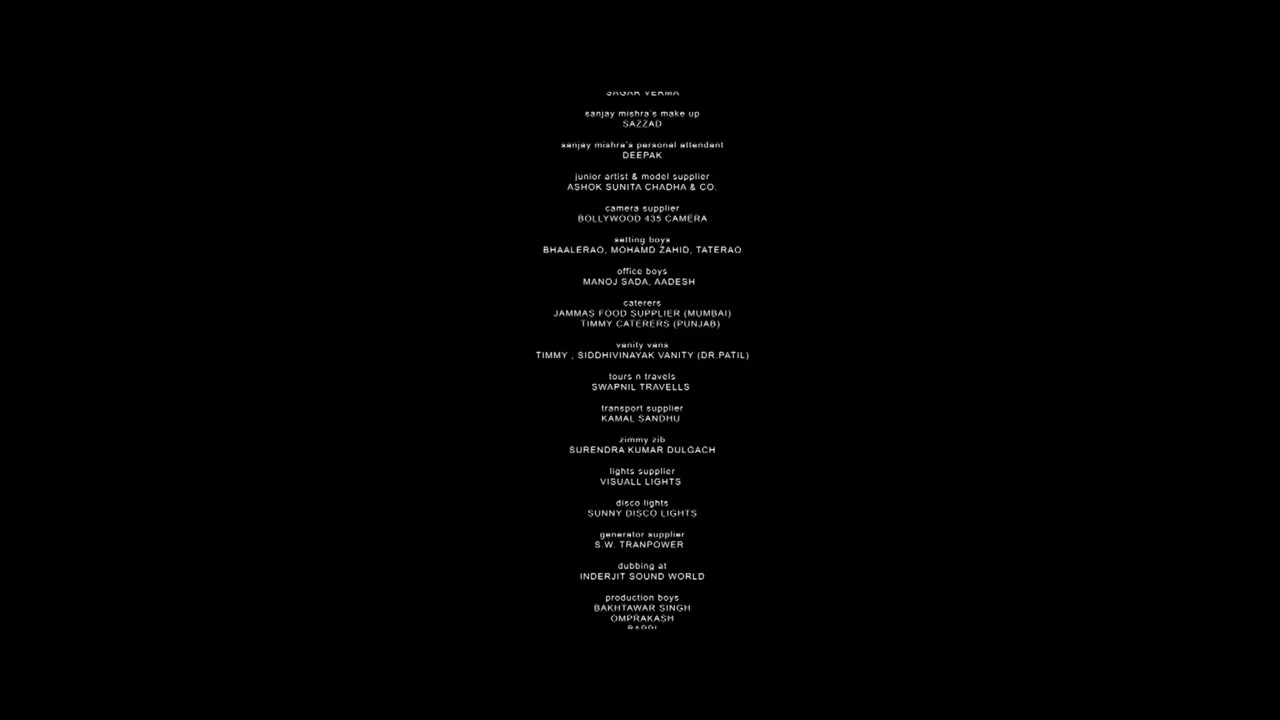 SAGAR VERMA
sanjay mishra's make up
SAZZAD
sanjay mishra's personal attendant
DEEPAK
junior artist & model supplier
ASHOK SUNITA CHADHA & CO.
camera supplier
BOLLYWOOD 435 CAMERA
setting boys
BHAALERAO, MOHAMD ZAHID, TATERAO
office boys
MANOJ SADA, AADESH
caterers
JAMMAS FOOD SUPPLIER (MUMBAI)
TIMMY CATERERS (PUNJAB)
vanity vans
TIMMY , SIDDHIVINAYAK VANITY (DR.PATIL)
tours n travels
SWAPNIL TRAVELLS
transport supplier
KAMAL SANDHU
zimmy zib
SURENDRA KUMAR DULGACH
lights supplier
VISUALL LIGHTS
disco lights
SUNNY DISCO LIGHTS
generator supplier
S.W. TRANPOWER
dubbing at
INDERJIT SOUND WORLD
production boys
BAKHTAWAR SINGH
OMPRAKASH